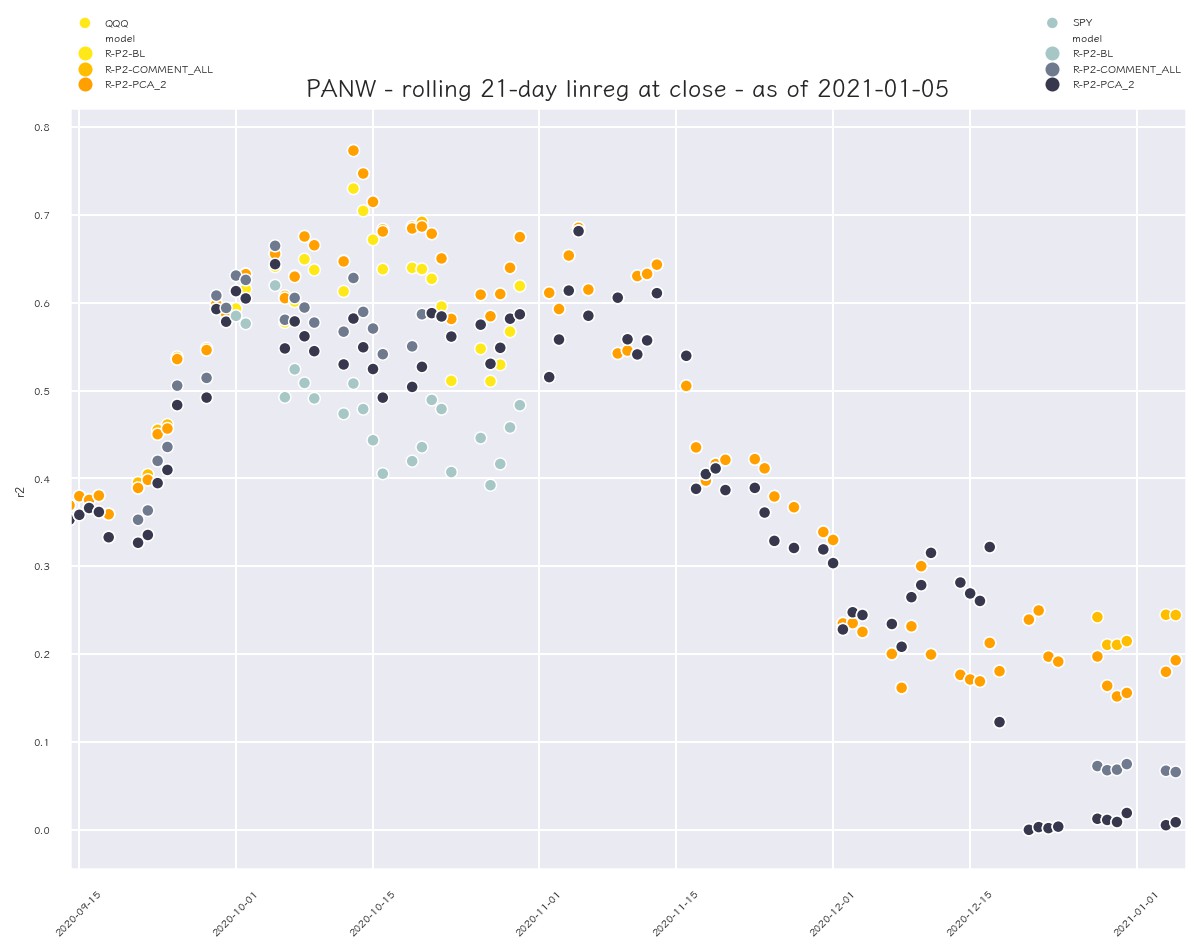 QQQ
model
R-P2-BL
R-P2-COMMENT_ALL
R-P2-PCA_2
SPY
model
R-P2-BL
R-P2-COMMENT_ALL
R-P2-PCA_2
PANW - rolling 21-day linreg at close - as of 2021-01-05
0.8
0.7
0.6
0.5
0.4
0.3
0.2
0.1
0.0
r2
2020-09-15
2020-10-01
2020-10-15
2020-11-01
2020-11-15
2020-12-01
2020-12-15
2021-01-01